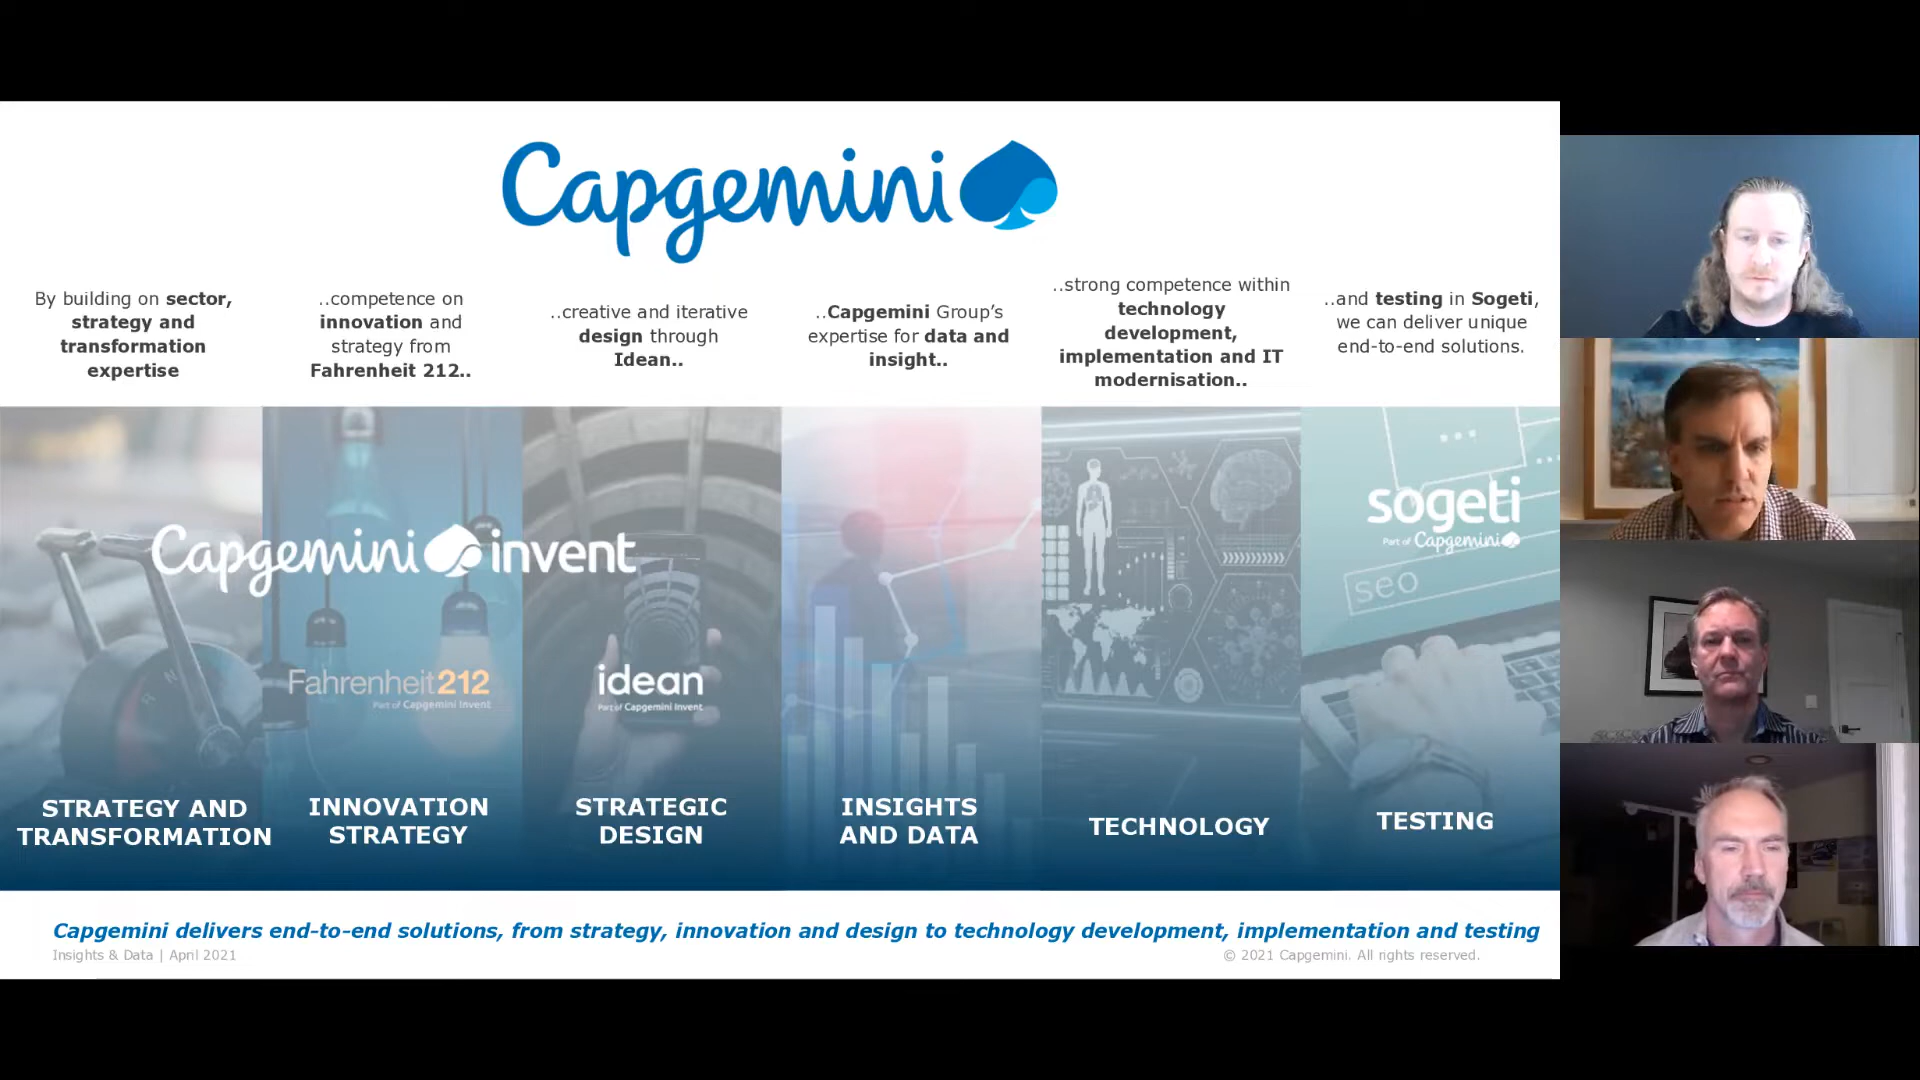 Capgemini
By building on sector,
strategy and
transformation
expertise
..competence on
innovation and
strategy from
Fahrenheit 212..
..creative and iterative
design through
Idean..
..Capgemini Group's
expertise for data and
insight..
..strong competence within
technology
development,
implementation and IT
modernisation..
..and testing in Sogeti,
we can deliver unique
end-to-end solutions.
Capgemini invent
Fahrenheit212
Part of Capgemini Invent
idean
Part of Capgemini Invent
sogeti
Part of Capgemini
seo
STRATEGY AND
TRANSFORMATION
INNOVATION
STRATEGY
STRATEGIC
DESIGN
INSIGHTS
AND DATA
TECHNOLOGY
TESTING
Capgemini delivers end-to-end solutions, from strategy, innovation and design to technology development, implementation and testing
Insights & Data | April 2021
© 2021 Capgemini. All rights reserved.